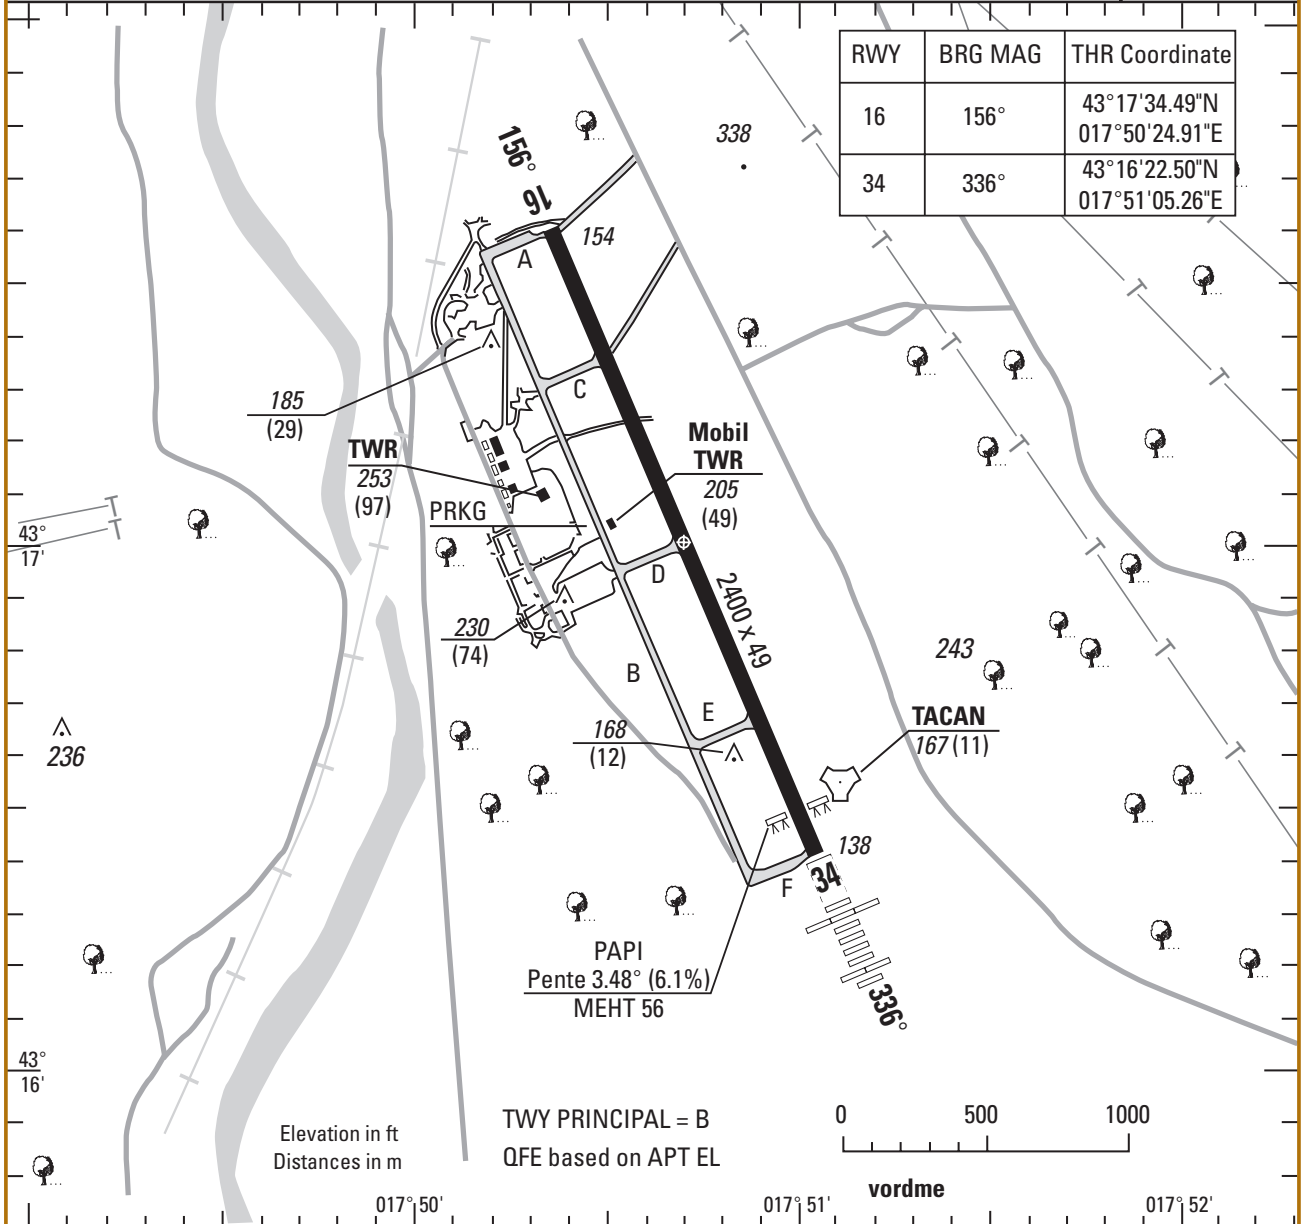 RWY BRG MAG THR Coordinate
16 156° 43°17'34.49"N
017°50'24.91"E
34 336° 43°16'22.50"N
017°51'05.26"E
338
156°
16
154
A
C
185
(29)
TWR
253
(97)
Mobil
TWR
205
(49)
PRKG
43°
17'
D
2400 x 49
230
(74)
B
243
E
168
(12)
TACAN
167 (11)
236
138
34
F
PAPI
Pente 3.48° (6.1%)
MEHT 56
336°
43°
16'
TWY PRINCIPAL = B
QFE based on APT EL
Elevation in ft
Distances in m
0 500 1000
vordme
017°50' 017°51' 017°52'